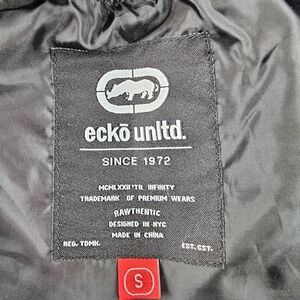 eckō unltd.
SINCE 1972
MCMLXXII 'TIL INFINITY
TRADEMARK OF PREMIUM WEARS
RAWTHENTIC
DESIGNED IN NYC
MADE IN CHINA
REG. TDMK. EST. CST.
S